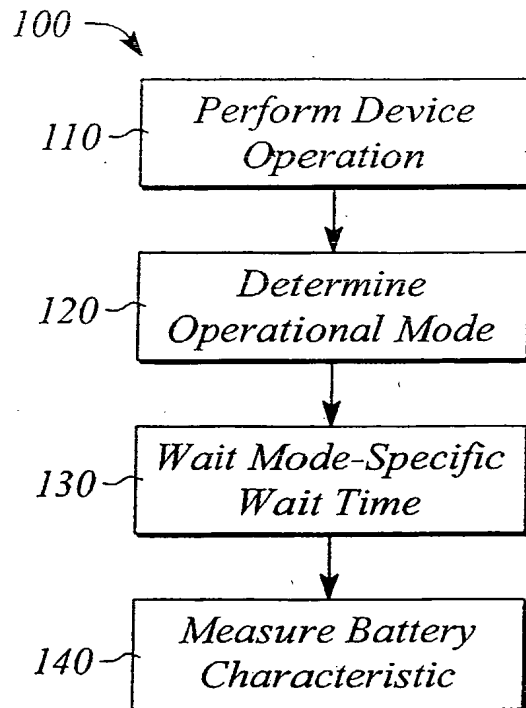 100
110
Perform Device
Operation
120
Determine
Operational Mode
130
Wait Mode-Specific
Wait Time
140
Measure Battery
Characteristic